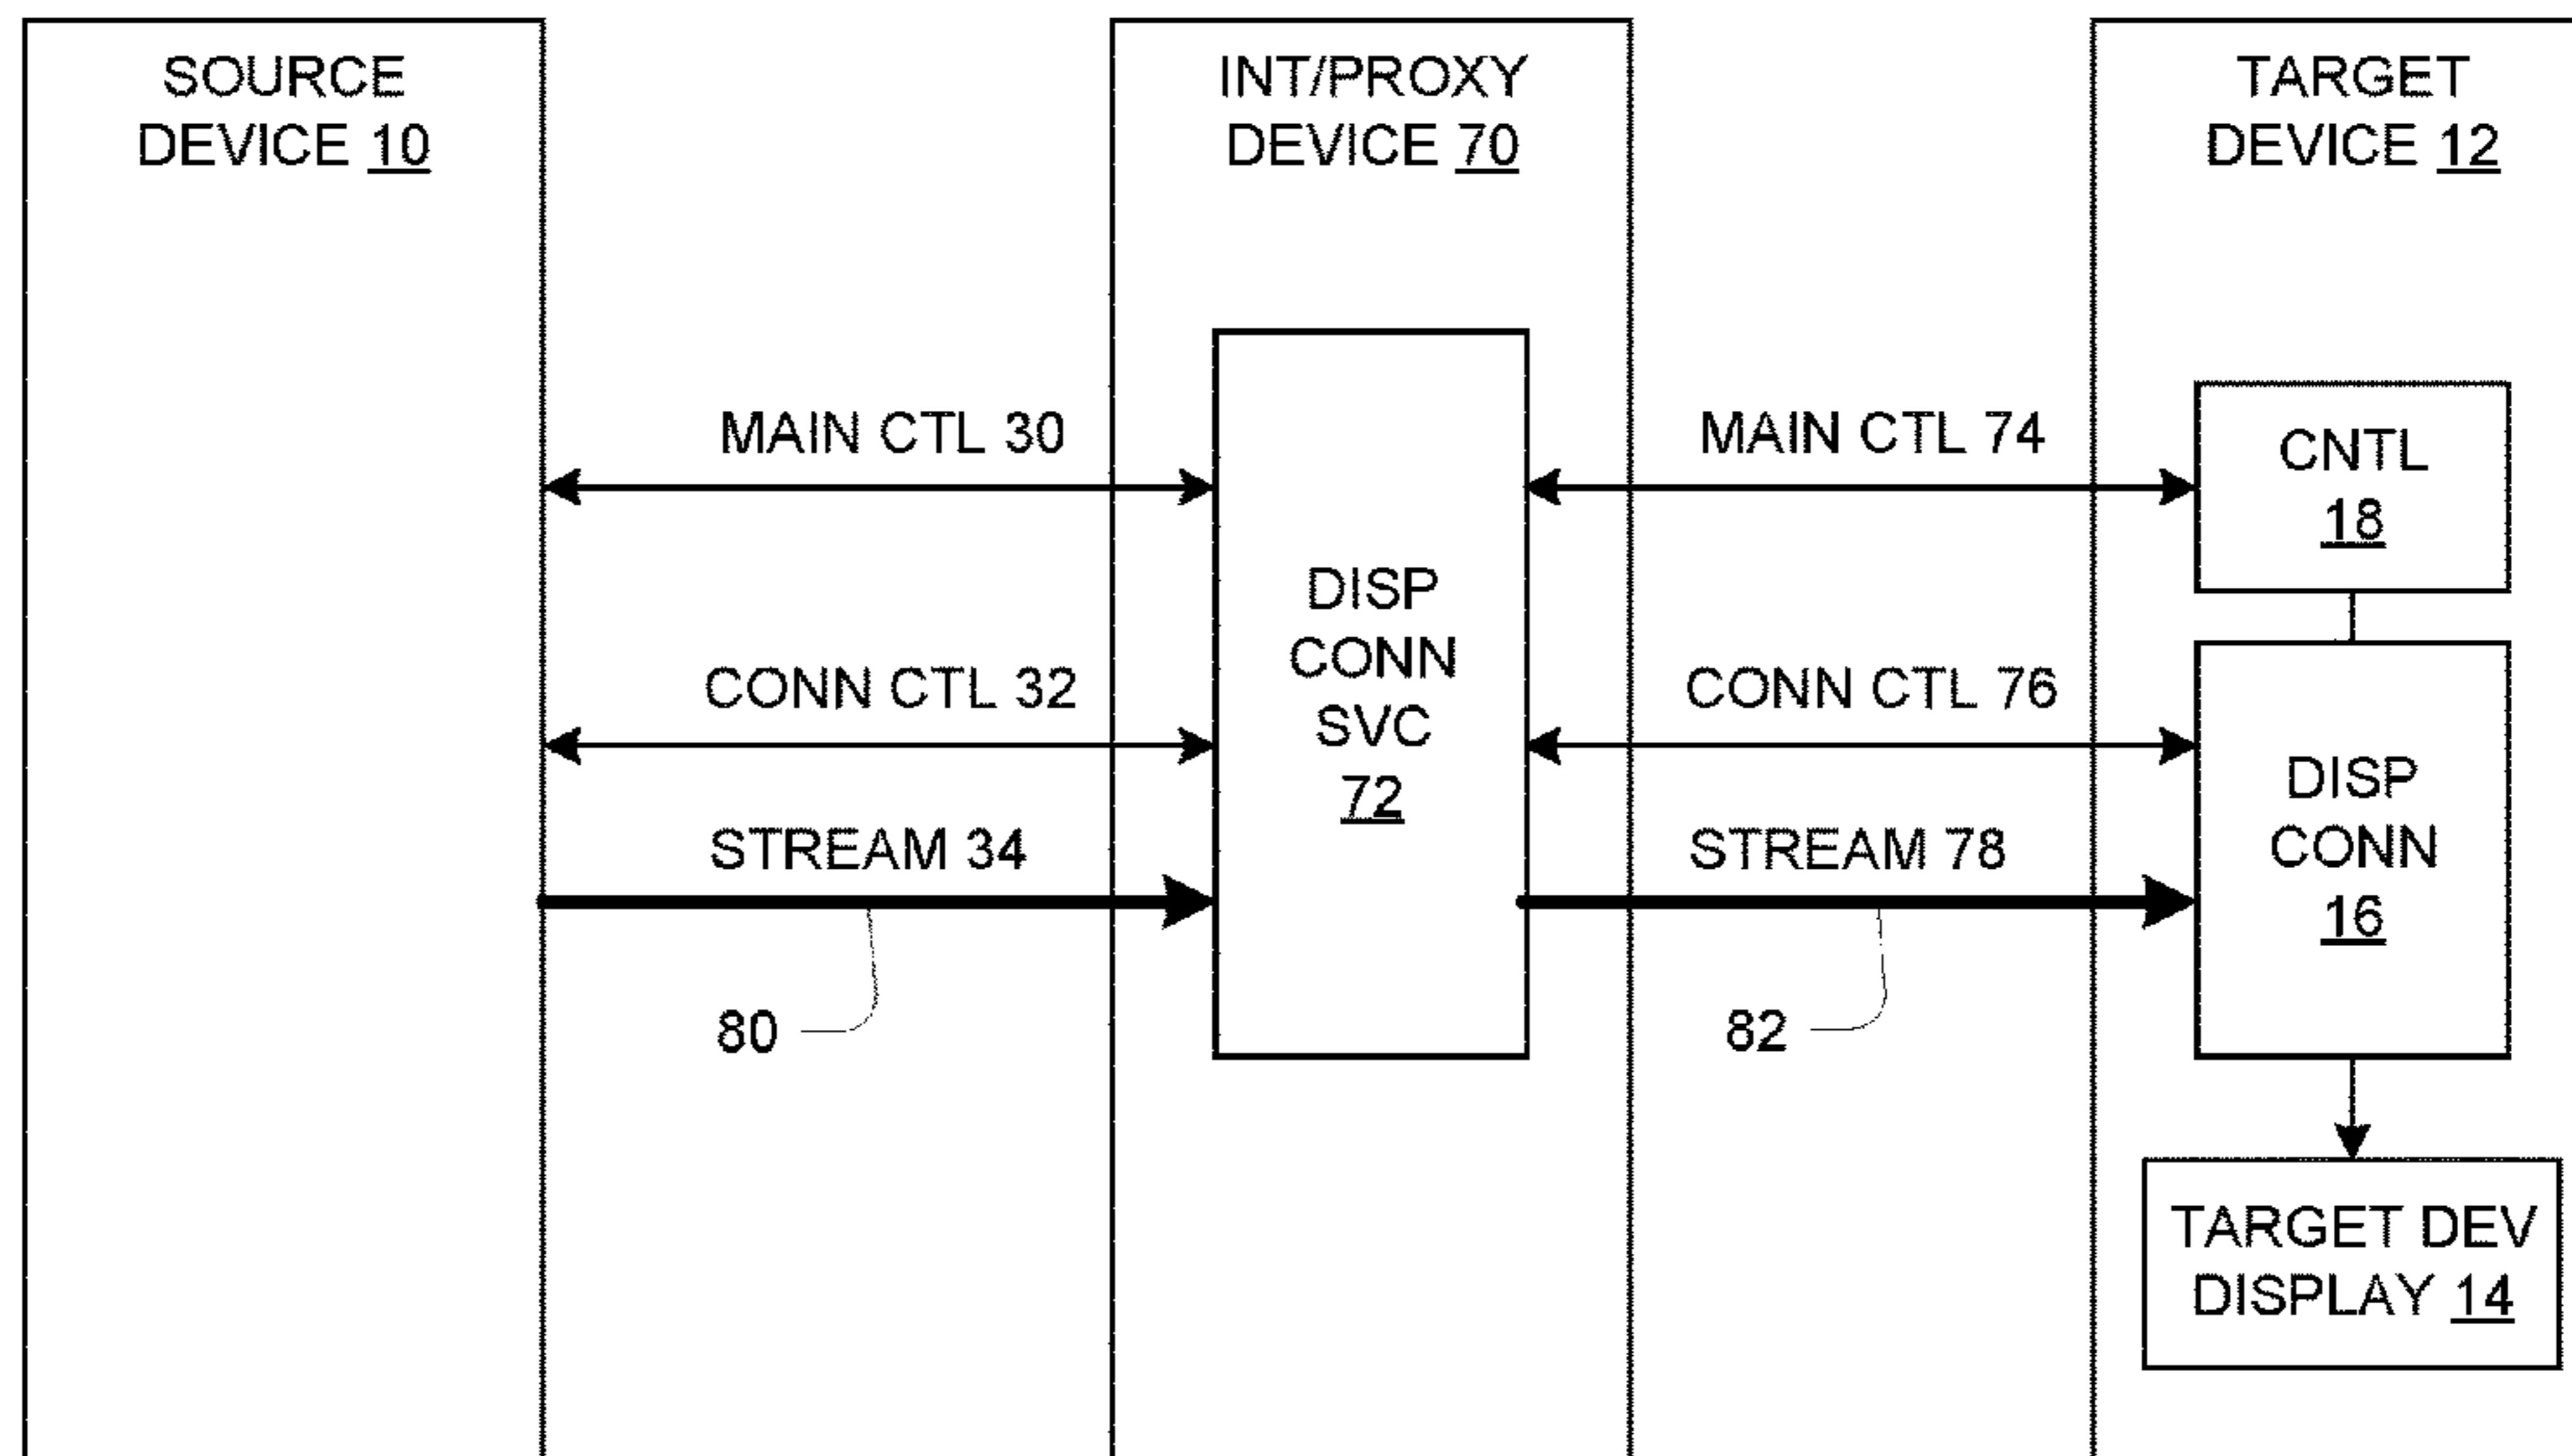 SOURCE
DEVICE 10
INT/PROXY
DEVICE 70
TARGET
DEVICE 12
MAIN CTL 30
CONN CTL 32
STREAM 34
80
DISP
CONN
SVC
72
MAIN CTL 74
CONN CTL 76
STREAM 78
82
CNTL
18
DISP
CONN
16
TARGET DEV
DISPLAY 14